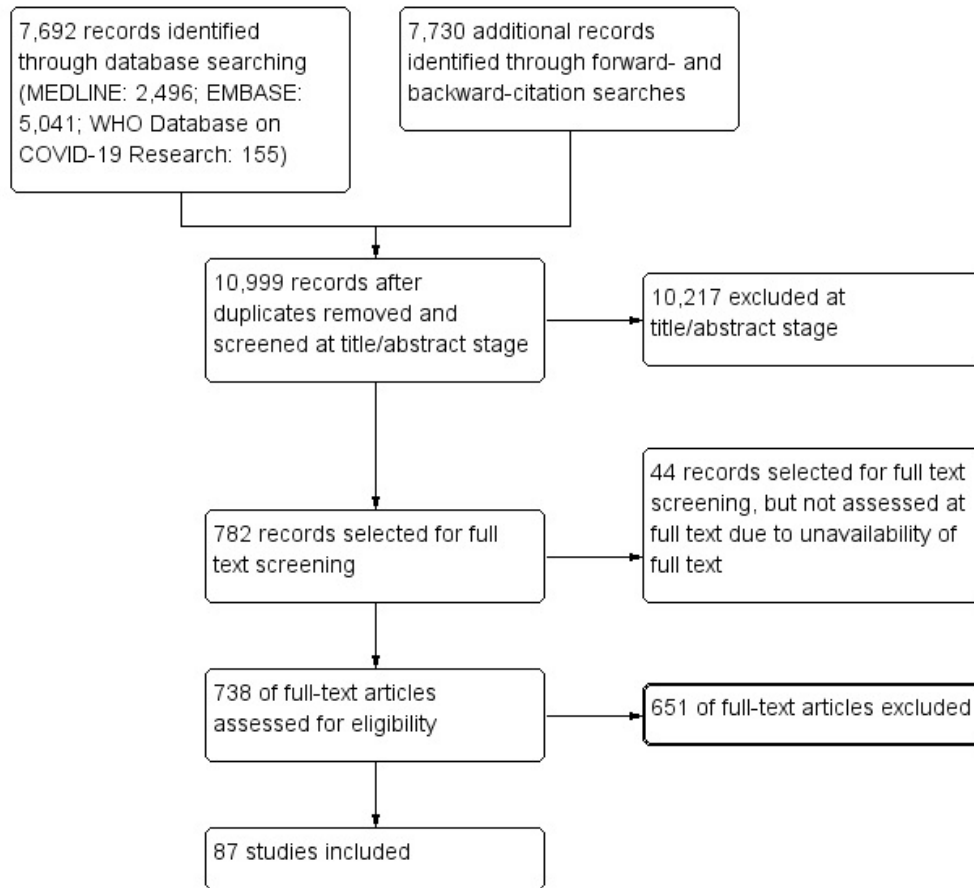 7,692 records identified
through database searching
(MEDLINE: 2,496; EMBASE:
5,041; WHO Database on
COVID-19 Research: 155)
7,730 additional records
identified through forward- and
backward-citation searches
10,999 records after
duplicates removed and
screened at title/abstract stage
10,217 excluded at
title/abstract stage
44 records selected for full text
screening, but not assessed at
full text due to unavailability of
full text
782 records selected for full
text screening
738 of full-text articles
assessed for eligibility
651 of full-text articles excluded
87 studies included